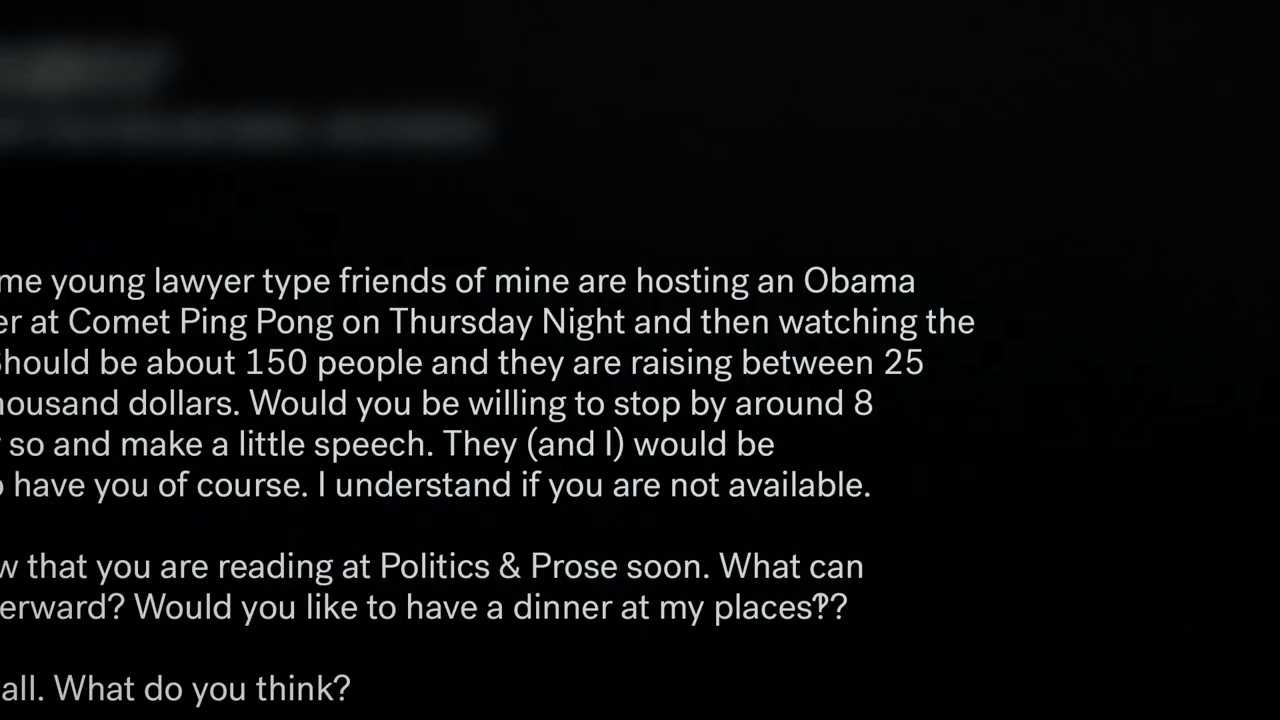 me young lawyer type friends of mine are hosting an Obama
er at Comet Ping Pong on Thursday Night and then watching the
Should be about 150 people and they are raising between 25
housand dollars. Would you be willing to stop by around 8
so and make a little speech. They (and I) would be
o have you of course. I understand if you are not available.
w that you are reading at Politics & Prose soon. What can
erward? Would you like to have a dinner at my places??
all. What do you think?